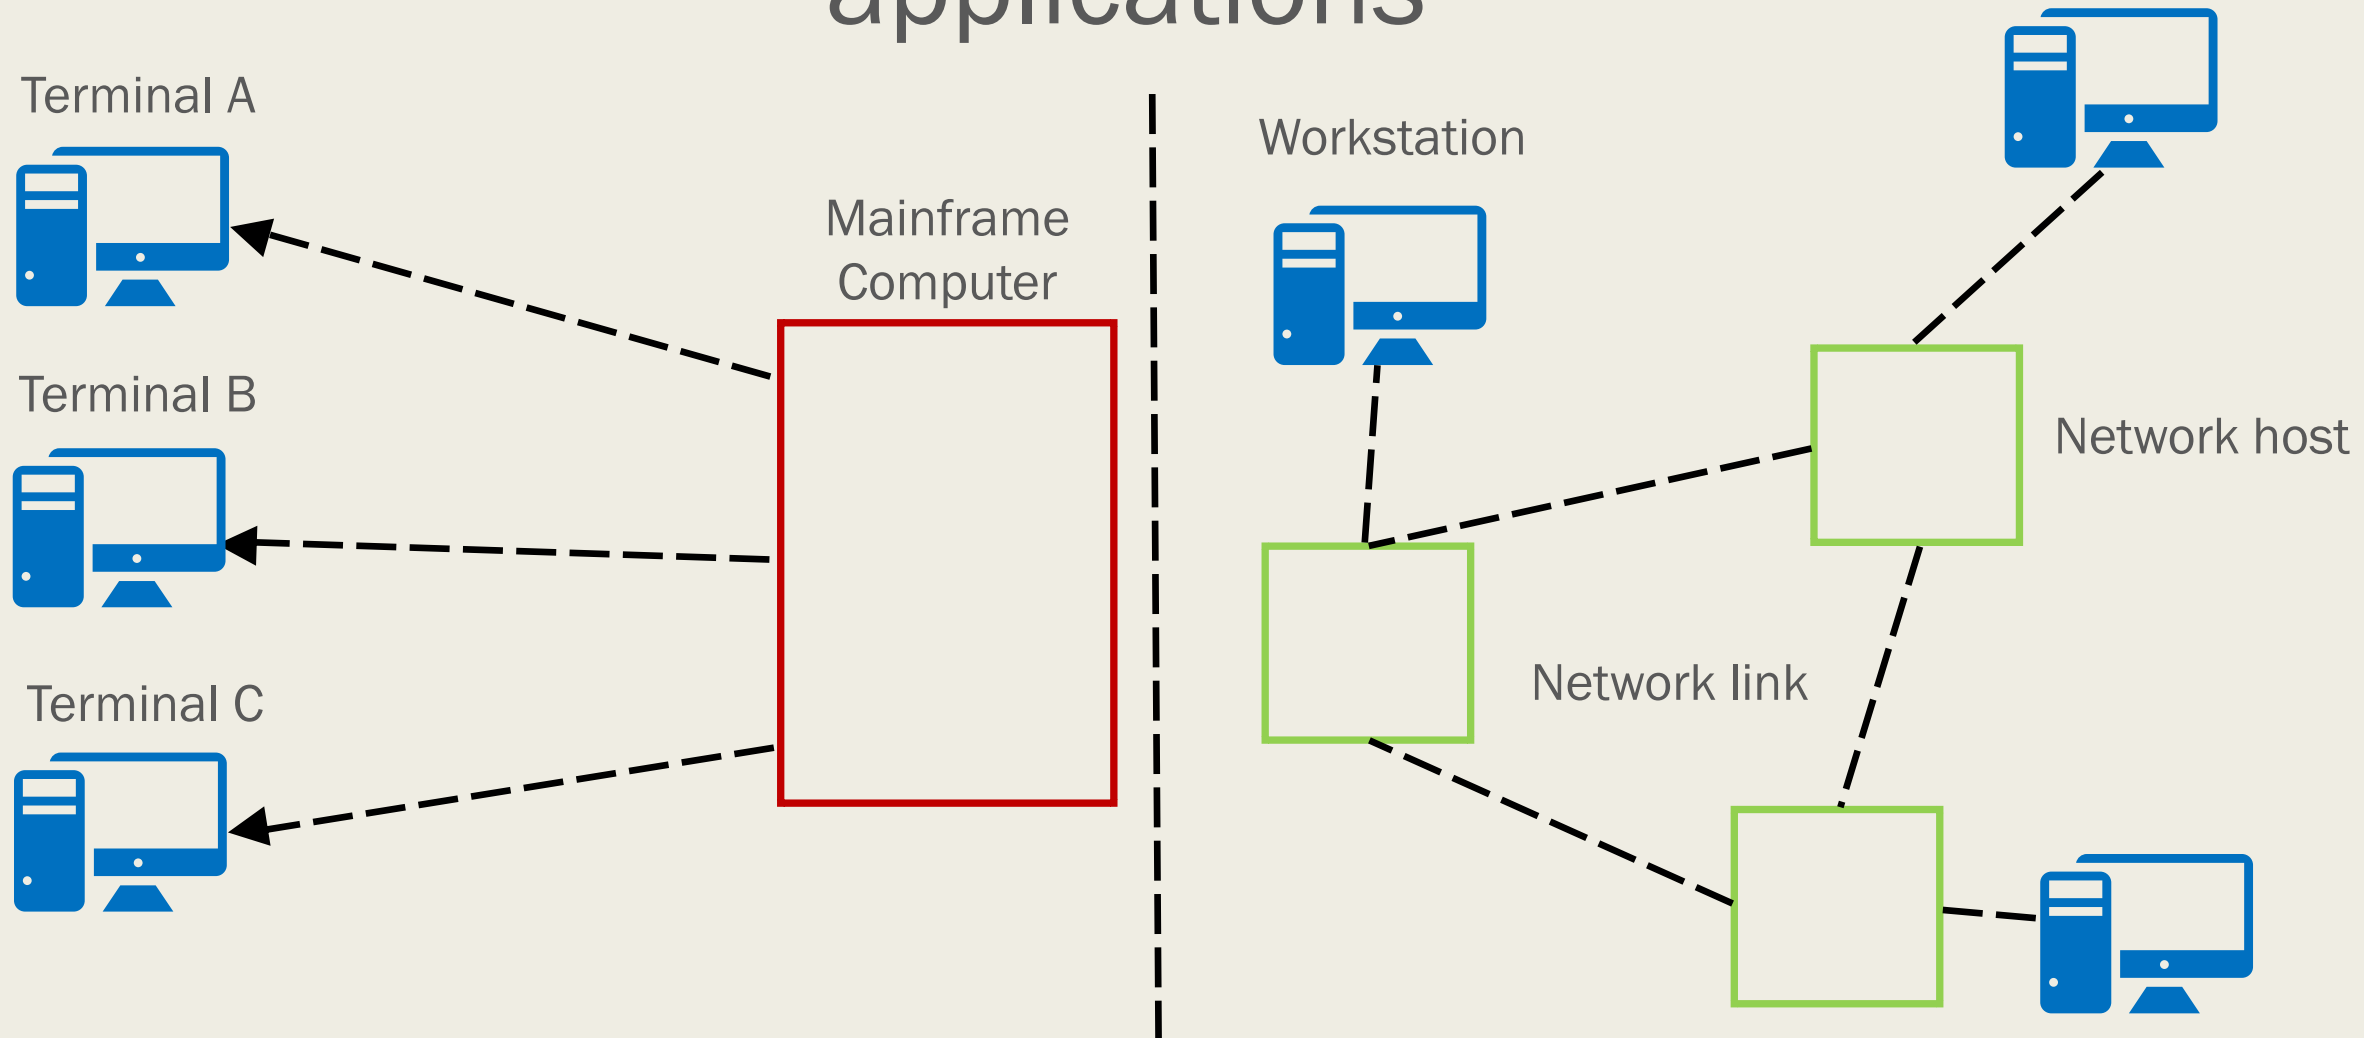 applications
Terminal A
Terminal B
Terminal C
Mainframe
Computer
Workstation
Network host
Network link